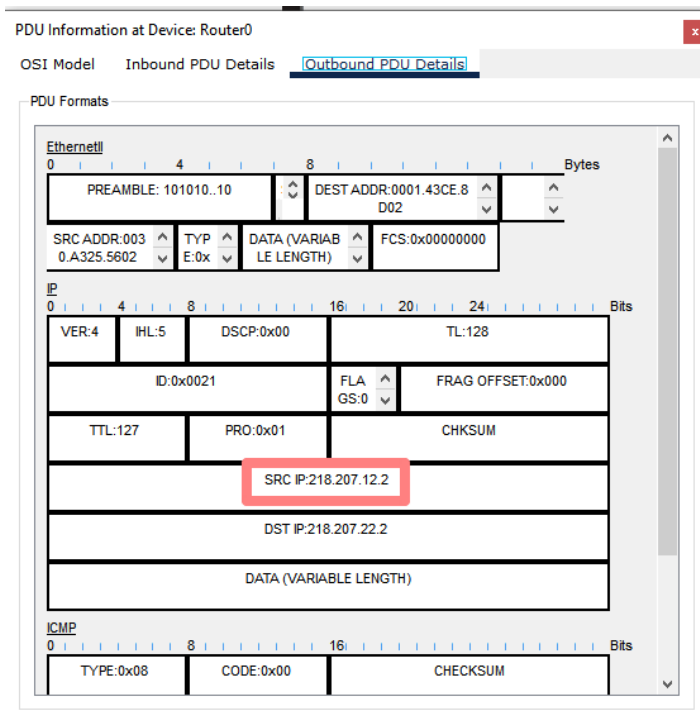 PDU Information at Device: Router0
x
OSI Model Inbound PDU Details Outbound PDU Details
PDU Formats
EthernetII
0 4 8 Bytes
PREAMBLE: 101010..10
DEST ADDR:0001.43CE.8
D02
SRC ADDR:003
0.A325.5602
TYP
E:0x
DATA (VARIAB
LE LENGTH)
FCS:0x00000000
IP
0 4 8 16 20 24 Bits
VER:4 IHL:5 DSCP:0x00 TL:128
ID:0x0021
FLA
GS:0
FRAG OFFSET:0x000
TTL:127 PRO:0x01 CHKSUM
SRC IP:218.207.12.2
DST IP:218.207.22.2
DATA (VARIABLE LENGTH)
ICMP
0 8 16 Bits
TYPE:0x08 CODE:0x00 CHECKSUM